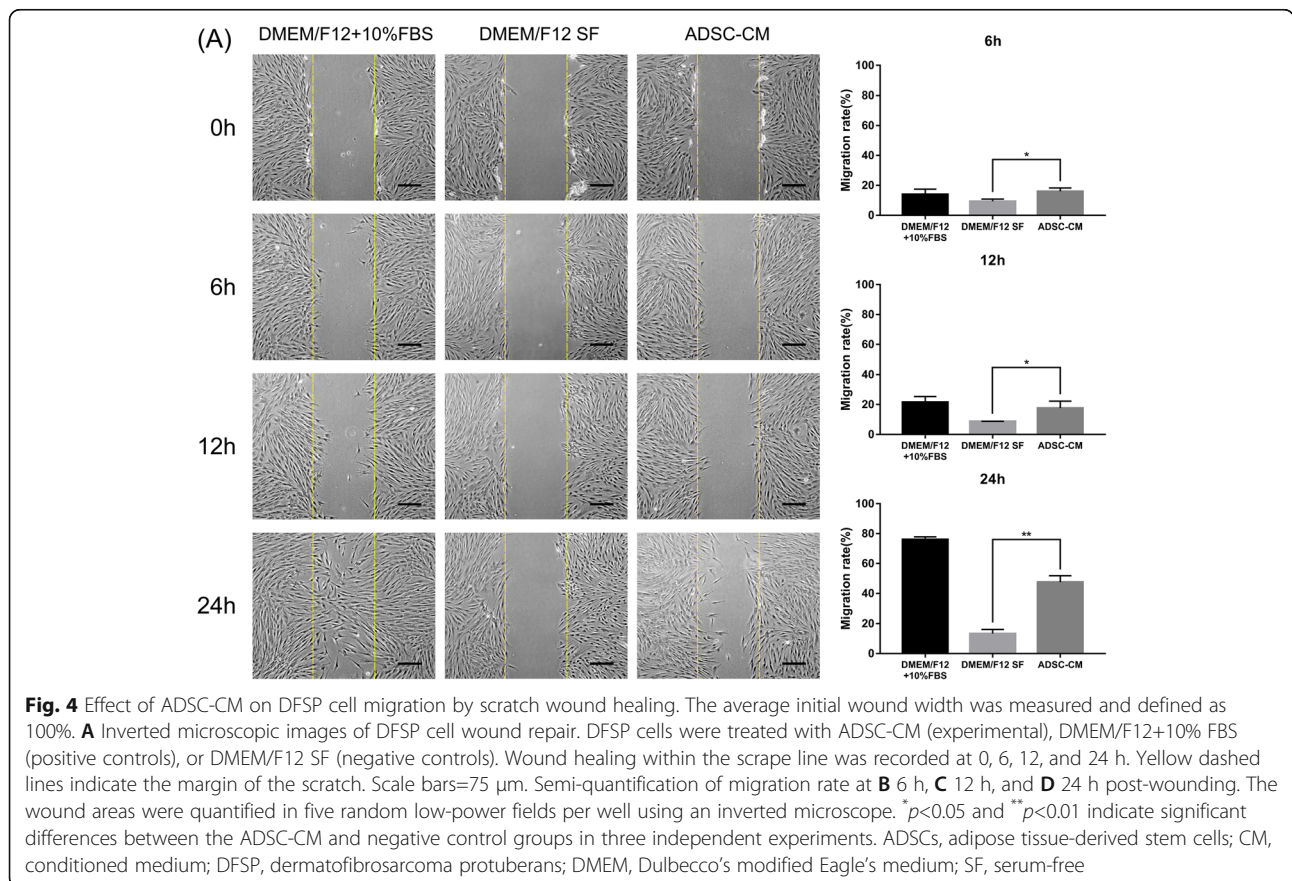 (A)
DMEM/F12+10%FBS
DMEM/F12 SF
ADSC-CM
0h
6h
12h
24h
6h
Migration rate(%)
100
80
60
40
20
0
*
DMEM/F12
+10%FBS
DMEM/F12 SF
ADSC-CM
12h
Migration rate(%)
100
80
60
40
20
0
*
DMEM/F12
+10%FBS
DMEM/F12 SF
ADSC-CM
24h
Migration rate(%)
100
80
60
40
20
0
**
DMEM/F12
+10%FBS
DMEM/F12 SF
ADSC-CM
Fig. 4 Effect of ADSC-CM on DFSP cell migration by scratch wound healing. The average initial wound width was measured and defined as
100%. A Inverted microscopic images of DFSP cell wound repair. DFSP cells were treated with ADSC-CM (experimental), DMEM/F12+10% FBS
(positive controls), or DMEM/F12 SF (negative controls). Wound healing within the scrape line was recorded at 0, 6, 12, and 24 h. Yellow dashed
lines indicate the margin of the scratch. Scale bars=75 μm. Semi-quantification of migration rate at B 6 h, C 12 h, and D 24 h post-wounding. The
wound areas were quantified in five random low-power fields per well using an inverted microscope. *p<0.05 and **p<0.01 indicate significant
differences between the ADSC-CM and negative control groups in three independent experiments. ADSCs, adipose tissue-derived stem cells; CM,
conditioned medium; DFSP, dermatofibrosarcoma protuberans; DMEM, Dulbecco's modified Eagle's medium; SF, serum-free